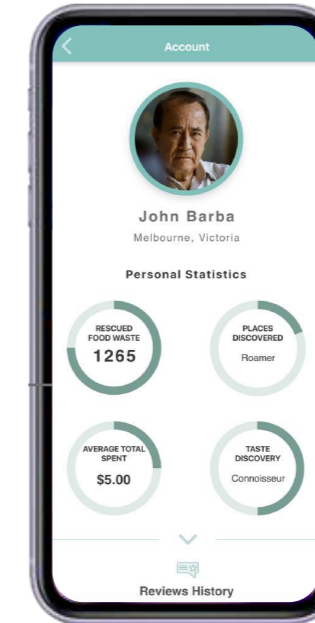 Account
John Barba
Melbourne, Victoria
Personal Statistics
RESCUED
FOOD WASTE
1265
PLACES
DISCOVERED
Roamer
AVERAGE TOTAL
SPENT
$5.00
TASTE
DISCOVERY
Connoisseur
Reviews History